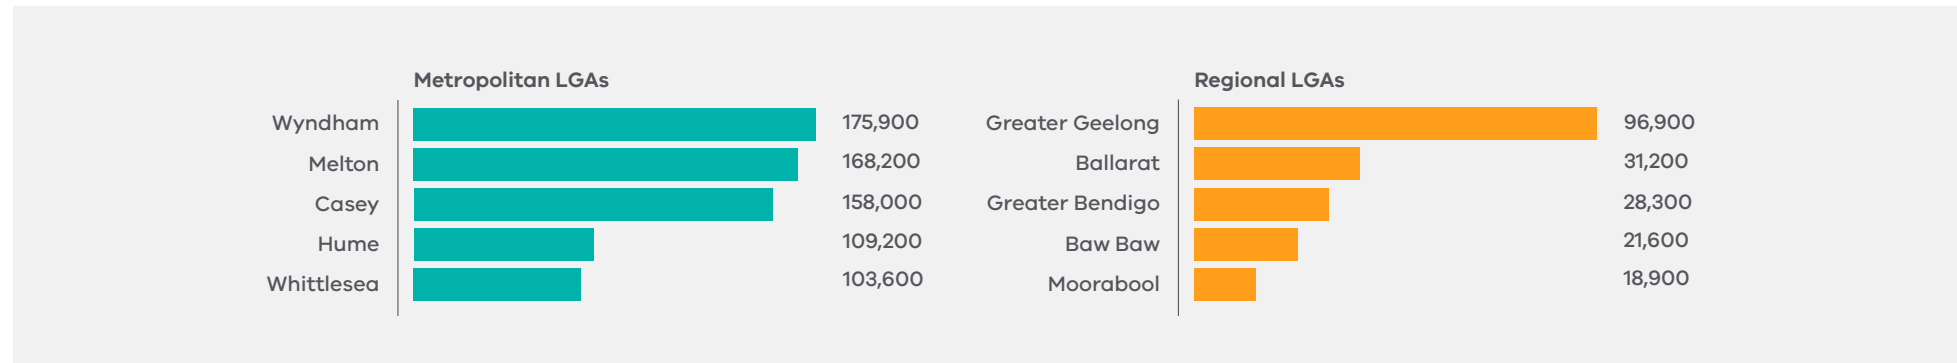 Metropolitan LGAs
Wyndham 175,900
Melton 168,200
Casey 158,000
Hume 109,200
Whittlesea 103,600
Regional LGAs
Greater Geelong 96,900
Ballarat 31,200
Greater Bendigo 28,300
Baw Baw 21,600
Moorabool 18,900